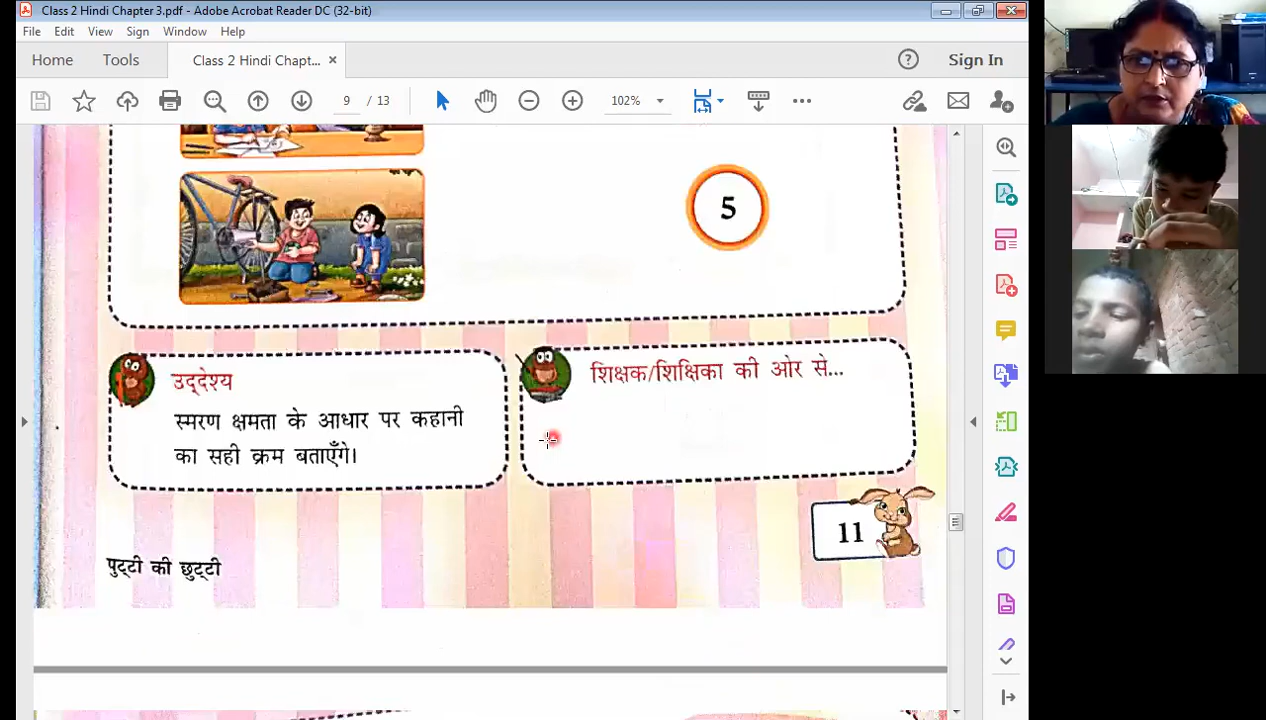 Class 2 Hindi Chapter 3.pdf - Adobe Acrobat Reader DC (32-bit)
File Edit View Sign Window Help
Home Tools Class 2 Hindi Chapt... × Sign In
9 / 13 102%
5
उद्‌देश्य
स्मरण क्षमता के आधार पर कहानी
का सही क्रम बताएँगे।
शिक्षक/शिक्षिका की ओर से...
11
पुट्‌टी की छुट्‌टी